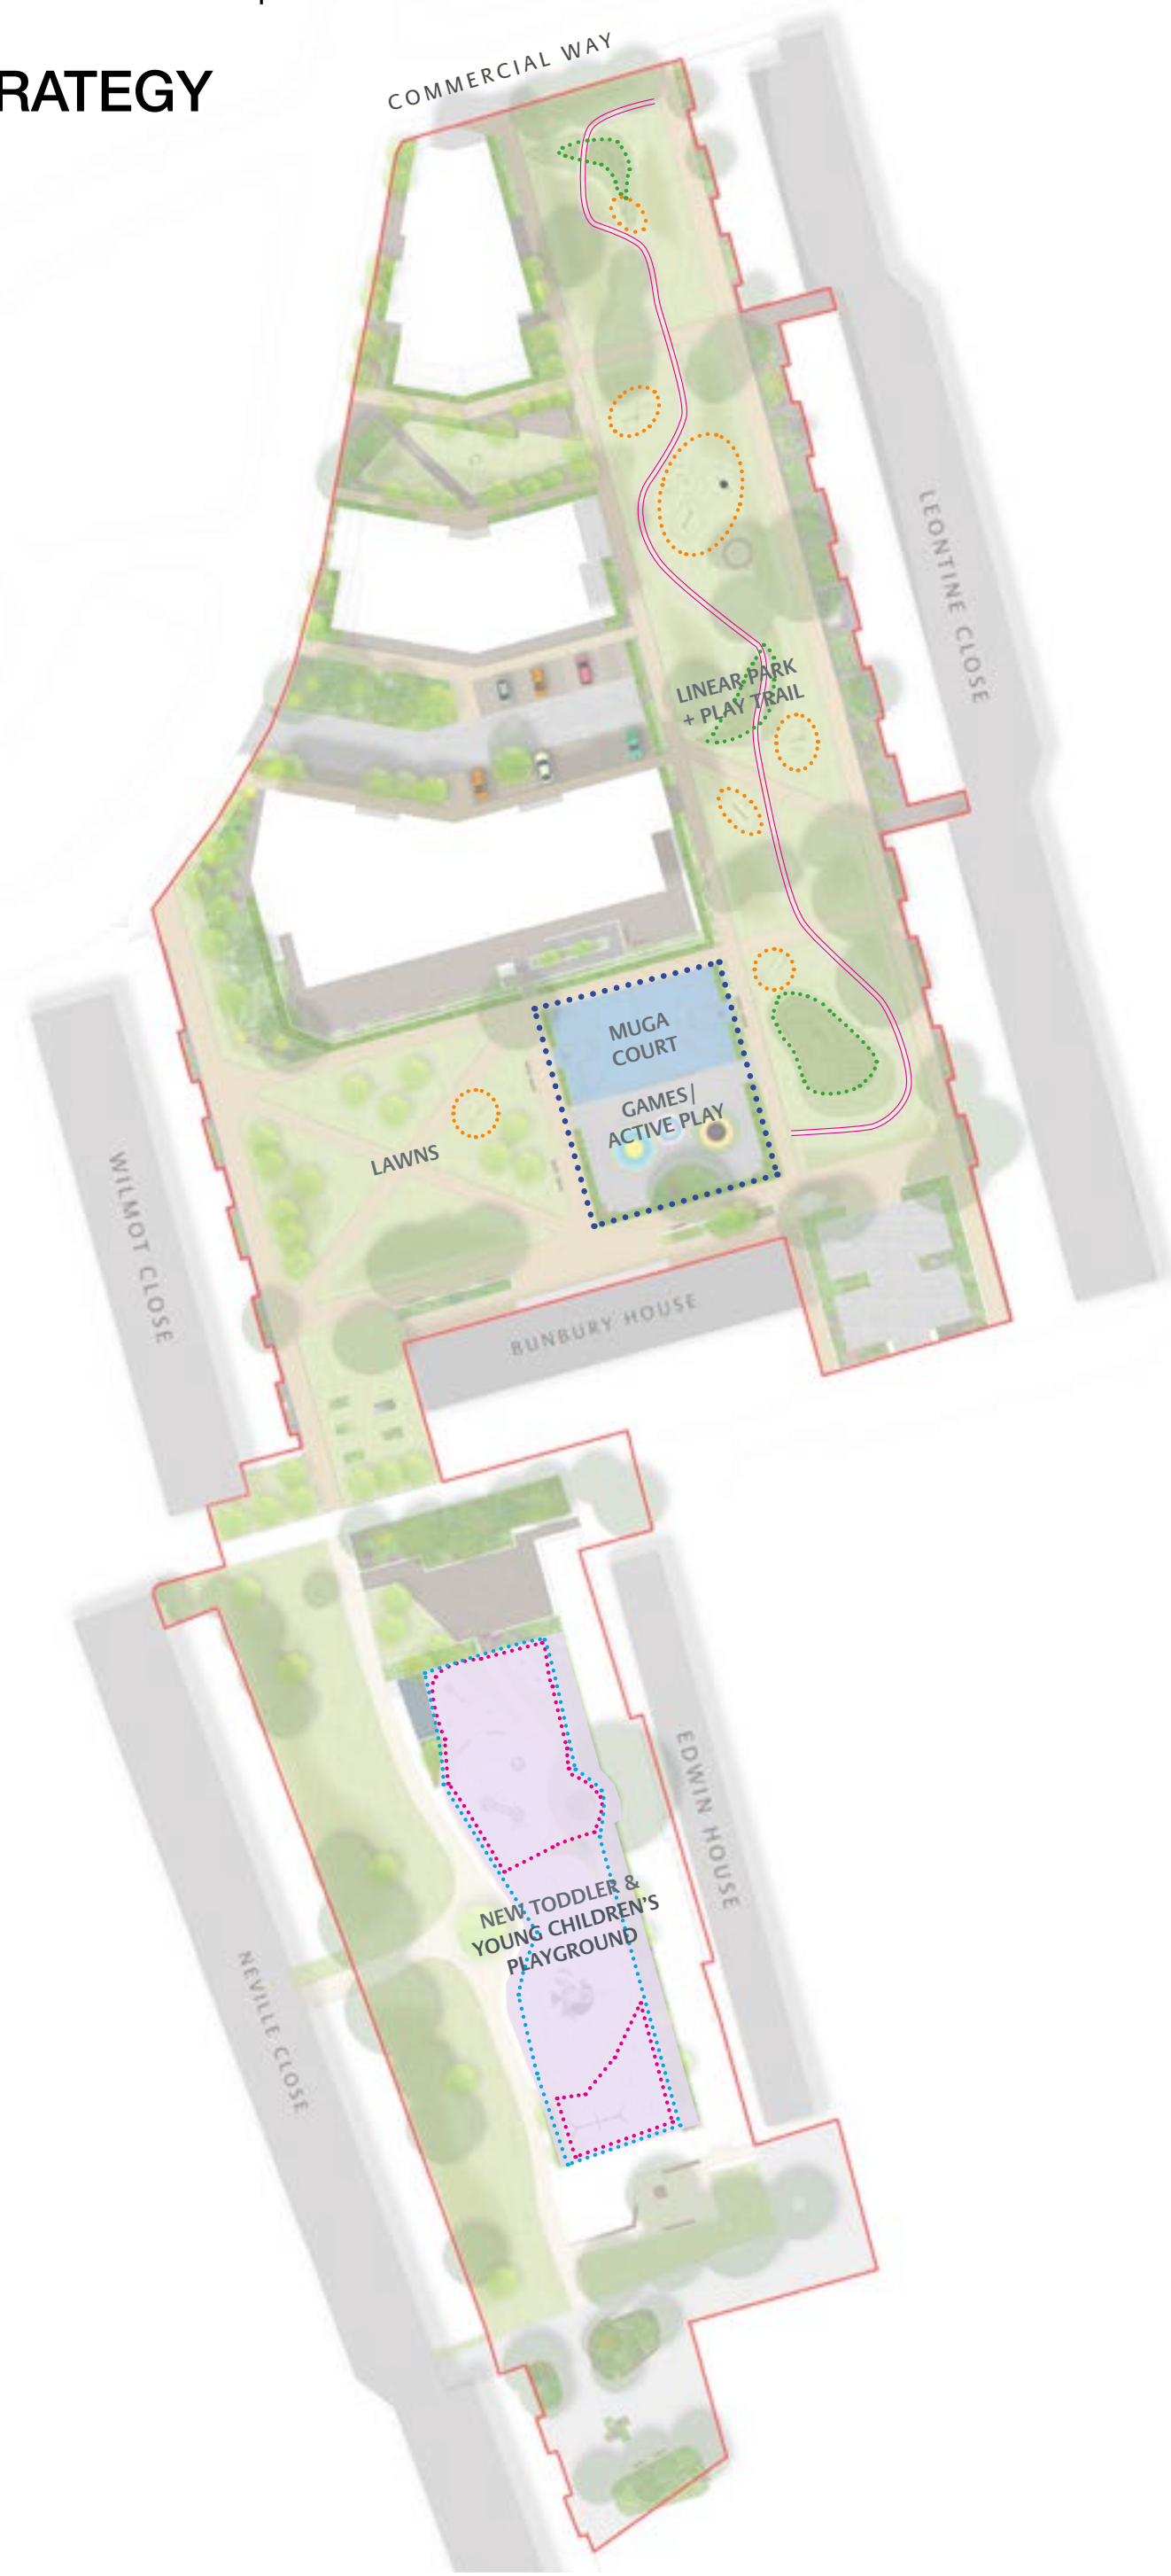 RATEGY
COMMERCIAL WAY
LEONTINE CLOSE
LINEAR PARK
+ PLAY TRAIL
MUGA
COURT
GAMES/
ACTIVE PLAY
LAWNS
WILMOT CLOSE
BUNBURY HOUSE
EDWIN HOUSE
NEW TODDLER &
YOUNG CHILDREN'S
PLAYGROUND
NEVILLE CLOSE